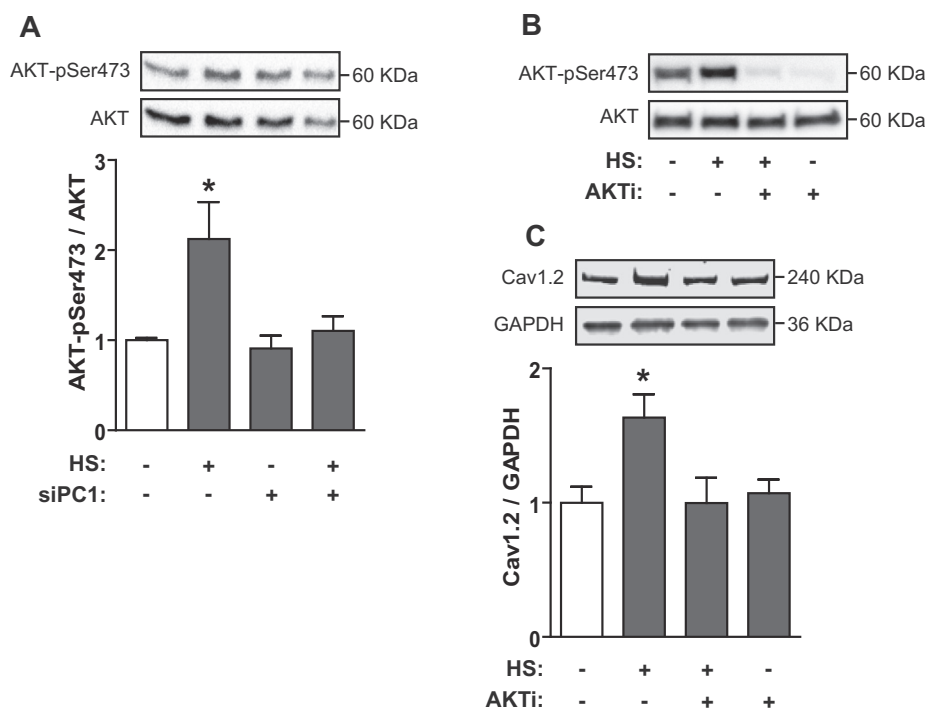 A
AKT-pSer473
60 KDa
AKT
60 KDa
AKT-pSer473 / AKT
3
2
1
0
*
HS: - + - +
siPC1: - - + +
B
AKT-pSer473
60 KDa
AKT
60 KDa
HS: - + + -
AKTi: - - + +
C
Cav1.2
240 KDa
GAPDH
36 KDa
Cav1.2 / GAPDH
2
1
0
*
HS: - + + -
AKTi: - - + +